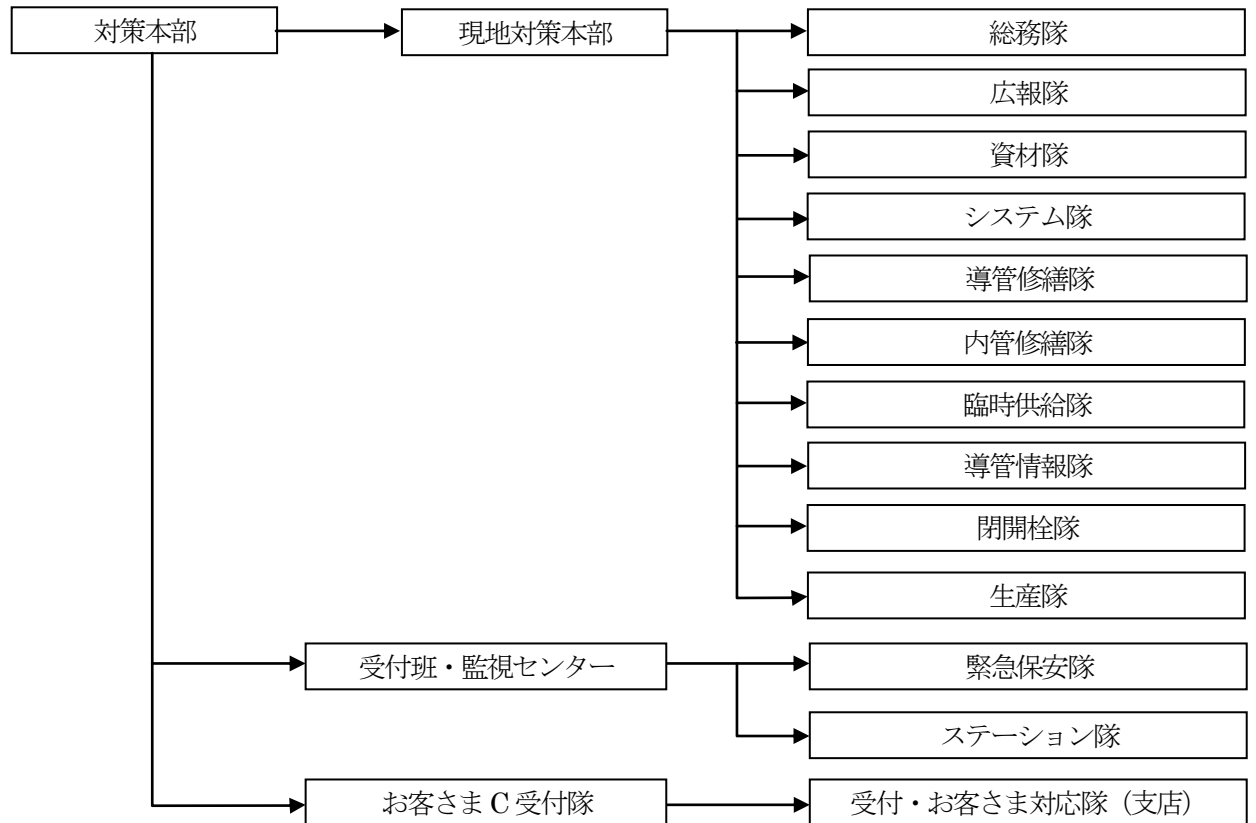 対策本部
現地対策本部
総務隊
広報隊
資材隊
システム隊
導管修繕隊
内管修繕隊
臨時供給隊
導管情報隊
閉開栓隊
生産隊
受付班・監視センター
緊急保安隊
ステーション隊
お客さまC受付隊
受付・お客さま対応隊（支店）